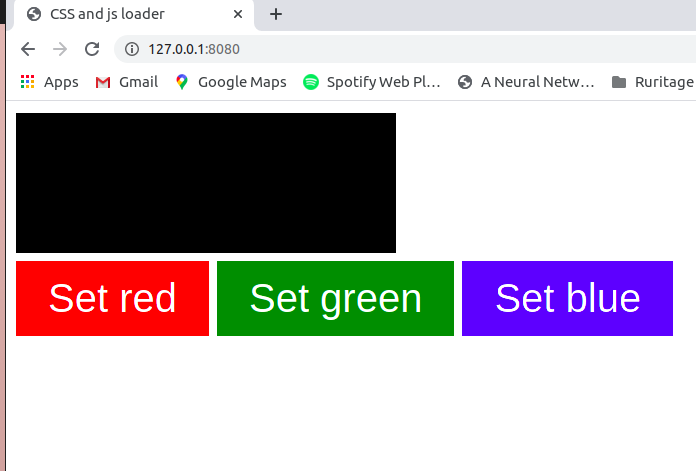 CSS and js loader
127.0.0.1:8080
Apps Gmail Google Maps Spotify Web Pl… A Neural Netw… Ruritage
Set red Set green Set blue